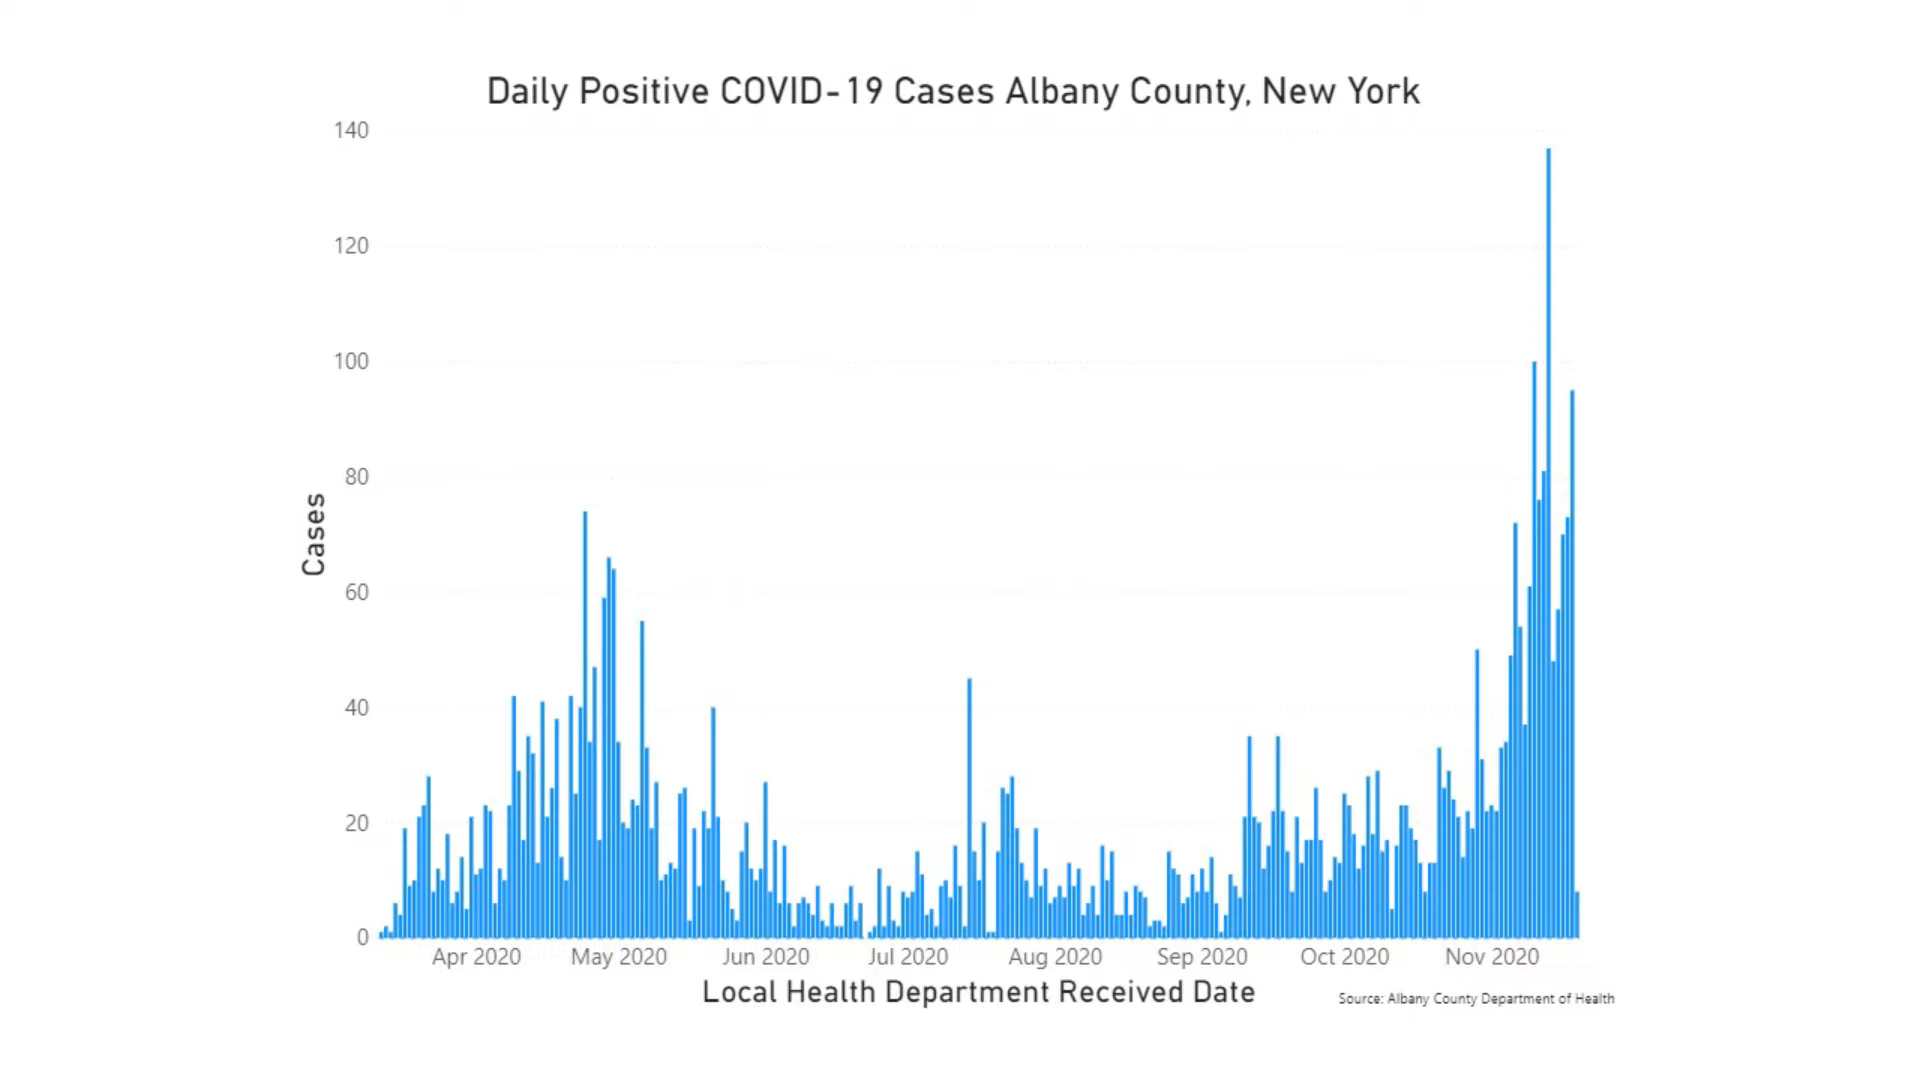 Daily Positive COVID-19 Cases Albany County, New York
140
120
100
80
60
40
20
0
Cases
Apr 2020 May 2020 Jun 2020 Jul 2020 Aug 2020 Sep 2020 Oct 2020 Nov 2020
Local Health Department Received Date
Source: Albany County Department of Health